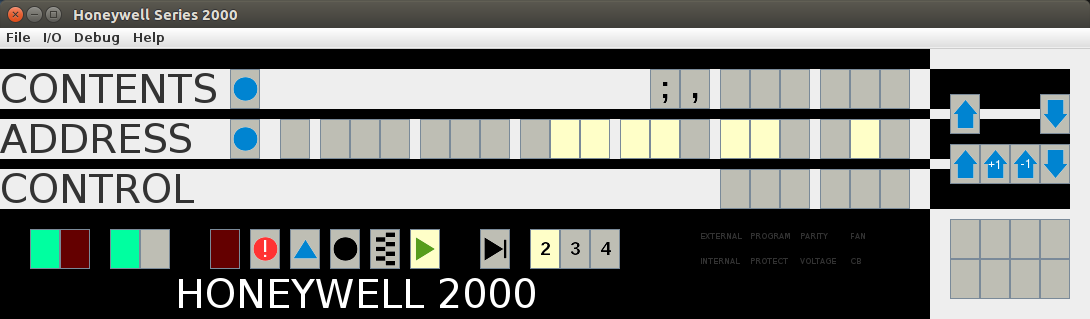 Honeywell Series 2000
File I/O Debug Help
CONTENTS ; ,
ADDRESS
+1 -1
CONTROL
! 2 3 4
EXTERNAL PROGRAM PARITY FAN
INTERNAL PROTECT VOLTAGE CB
HONEYWELL 2000